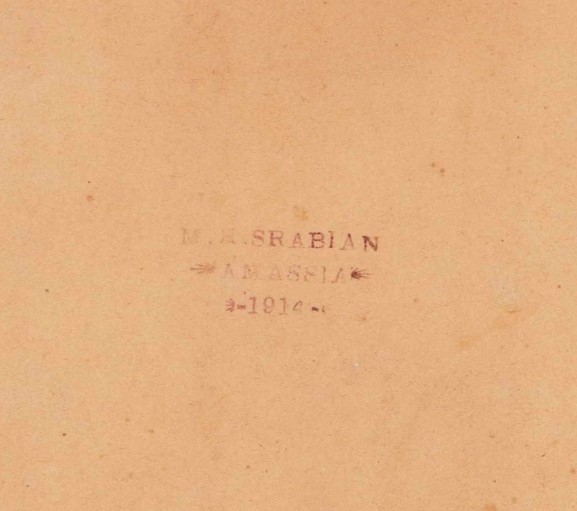 M. H. SRABIAN
AMASSIA
-1914-